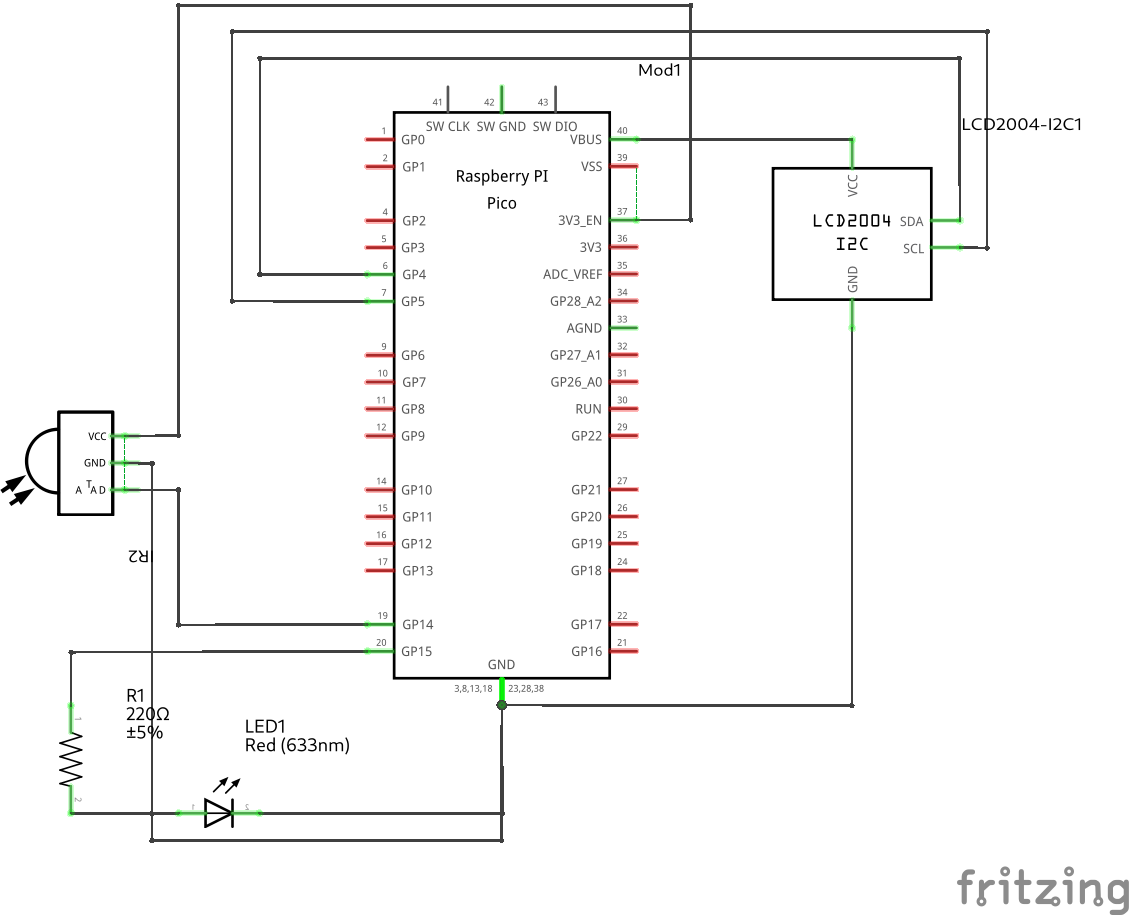 Mod1
41 42 43
SW CLK SW GND SW DIO
LCD2004-I2C1
1 GP0 VBUS 40
2 GP1 VSS 39
Raspberry PI
Pico
4 GP2 3V3_EN 37
5 GP3 3V3 36
6 GP4 ADC_VREF 35
7 GP5 GP28_A2 34
AGND 33
9 GP6 GP27_A1 32
10 GP7 GP26_A0 31
11 GP8 RUN 30
12 GP9 GP22 29
14 GP10 GP21 27
15 GP11 GP20 26
16 GP12 GP19 25
17 GP13 GP18 24
19 GP14 GP17 22
20 GP15 GP16 21
GND
3,8,13,18 23,28,38
VCC
LCD2004
I2C
SDA
SCL
GND
VCC
GND
A T A D
IR2
R1
220Ω
±5%
1
2
LED1
Red (633nm)
1 2
fritzing